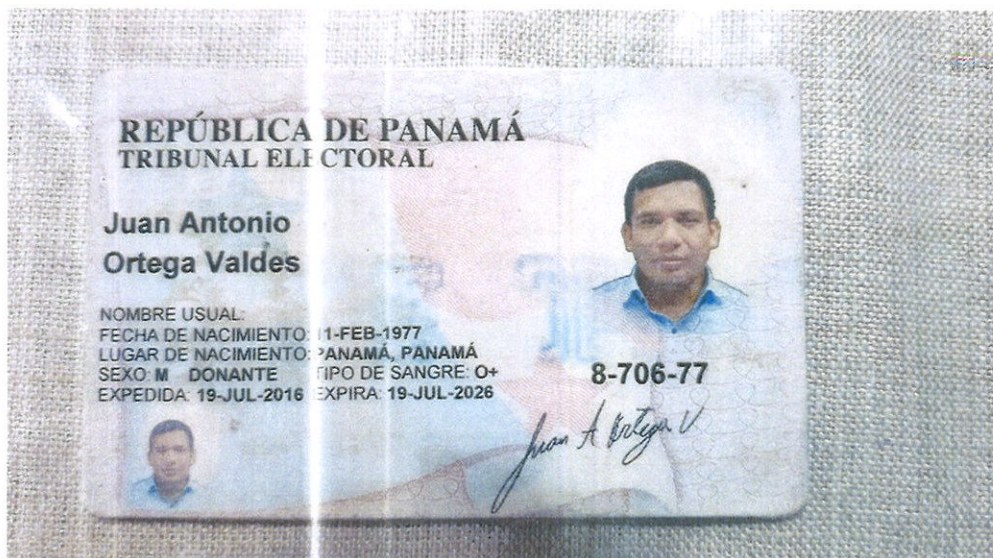 REPÚBLICA DE PANAMÁ
TRIBUNAL ELECTORAL
Juan Antonio
Ortega Valdes
NOMBRE USUAL:
FECHA DE NACIMIENTO: 11-FEB-1977
LUGAR DE NACIMIENTO: PANAMÁ, PANAMÁ
SEXO: M DONANTE TIPO DE SANGRE: O+
EXPEDIDA: 19-JUL-2016 EXPIRA: 19-JUL-2026
8-706-77
Juan A Ortega V